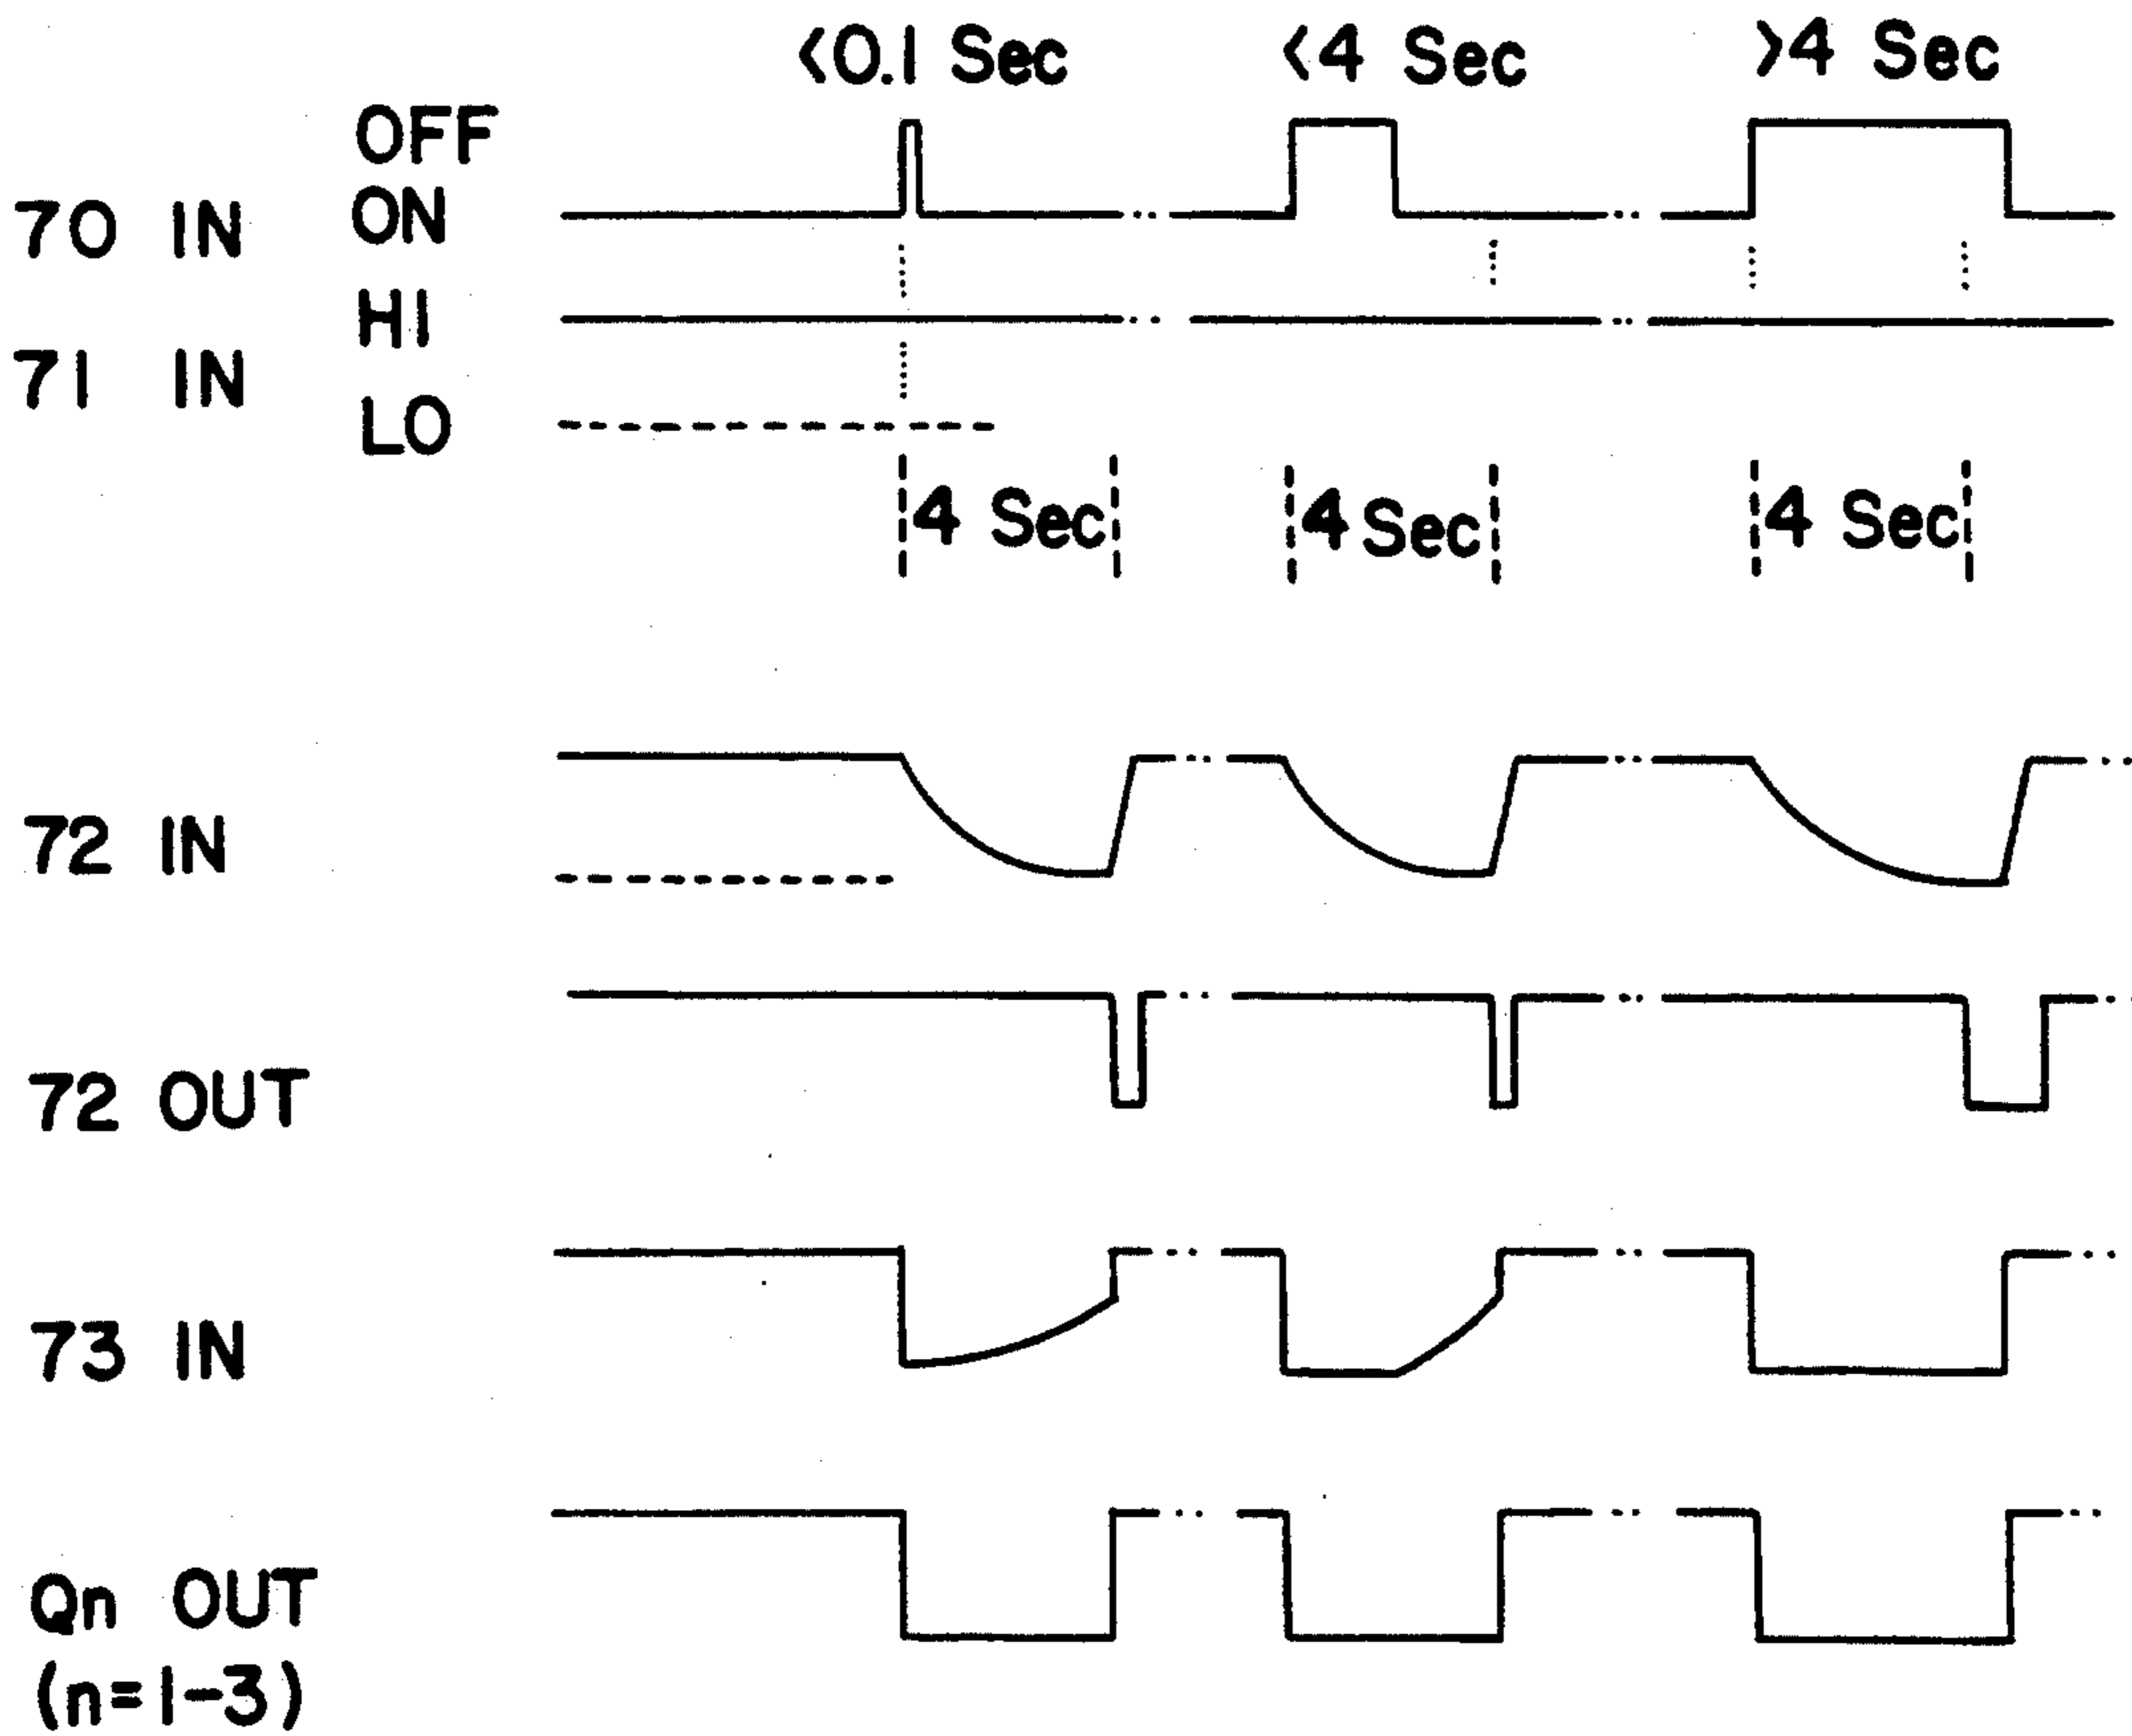 <0.1 Sec <4 Sec >4 Sec
OFF
70 IN ON
HI
71 IN
LO
4 Sec 4 Sec 4 Sec
72 IN
72 OUT
73 IN
Qn OUT
(n=1-3)